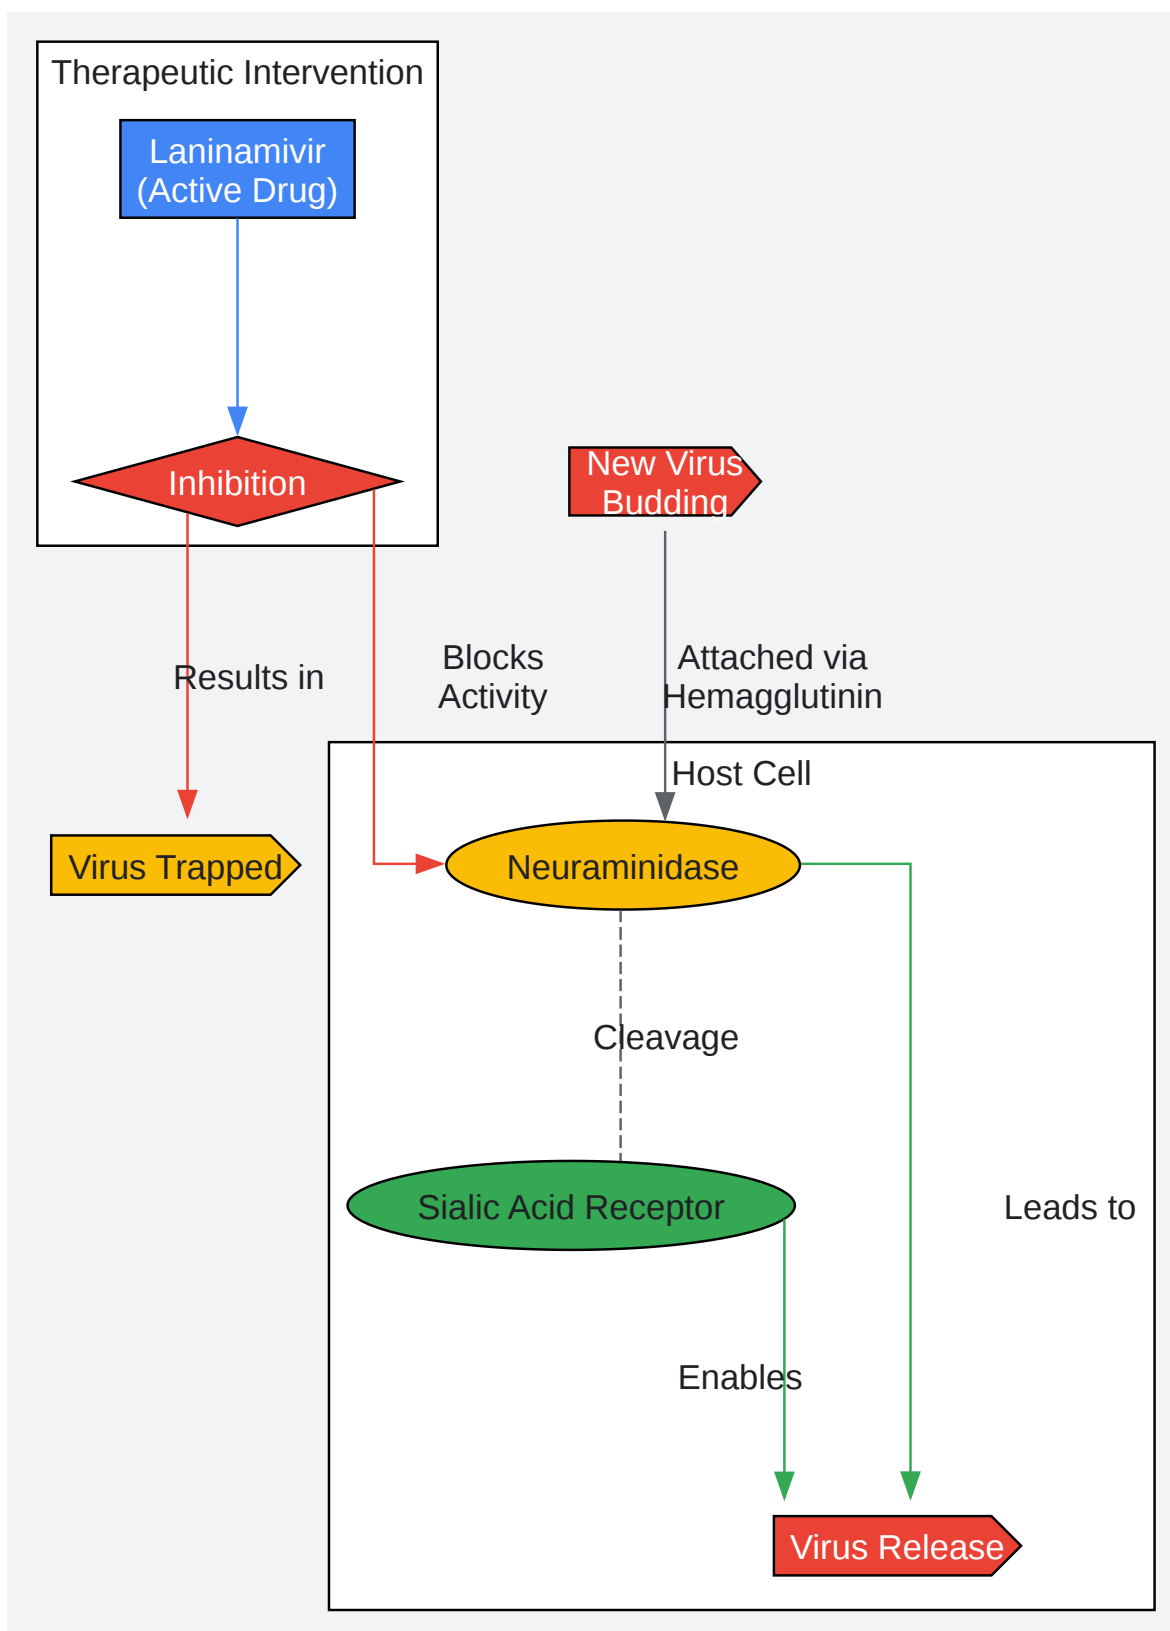 Therapeutic Intervention
Laninamivir
(Active Drug)
Inhibition
New Virus
Budding
Results in
Blocks
Activity
Attached via
Hemagglutinin
Host Cell
Virus Trapped
Neuraminidase
Cleavage
Sialic Acid Receptor
Leads to
Enables
Virus Release